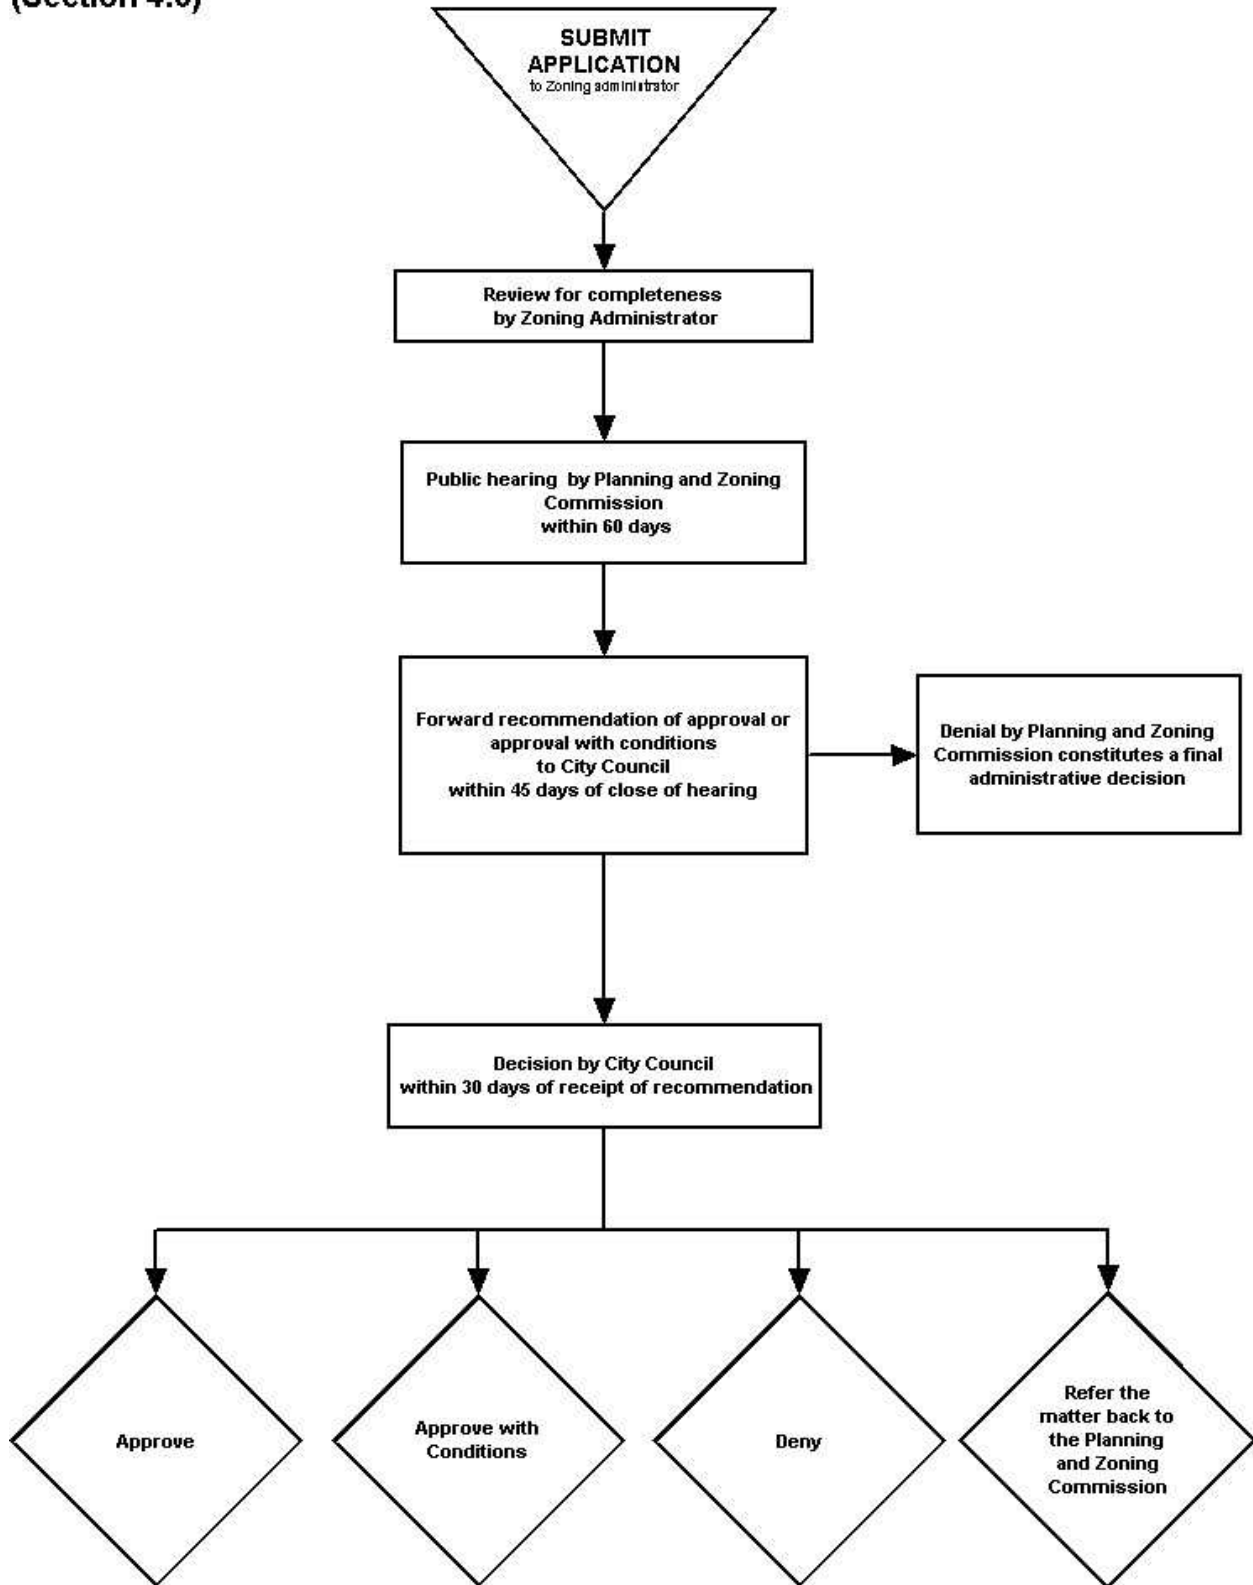 SUBMIT
APPLICATION
to Zoning administrator
Review for completeness
by Zoning Administrator
Public hearing by Planning and Zoning
Commission
within 60 days
Forward recommendation of approval or
approval with conditions
to City Council
within 45 days of close of hearing
Denial by Planning and Zoning
Commission constitutes a final
administrative decision
Decision by City Council
within 30 days of receipt of recommendation
Approve
Approve with
Conditions
Deny
Refer the
matter back to
the Planning
and Zoning
Commission